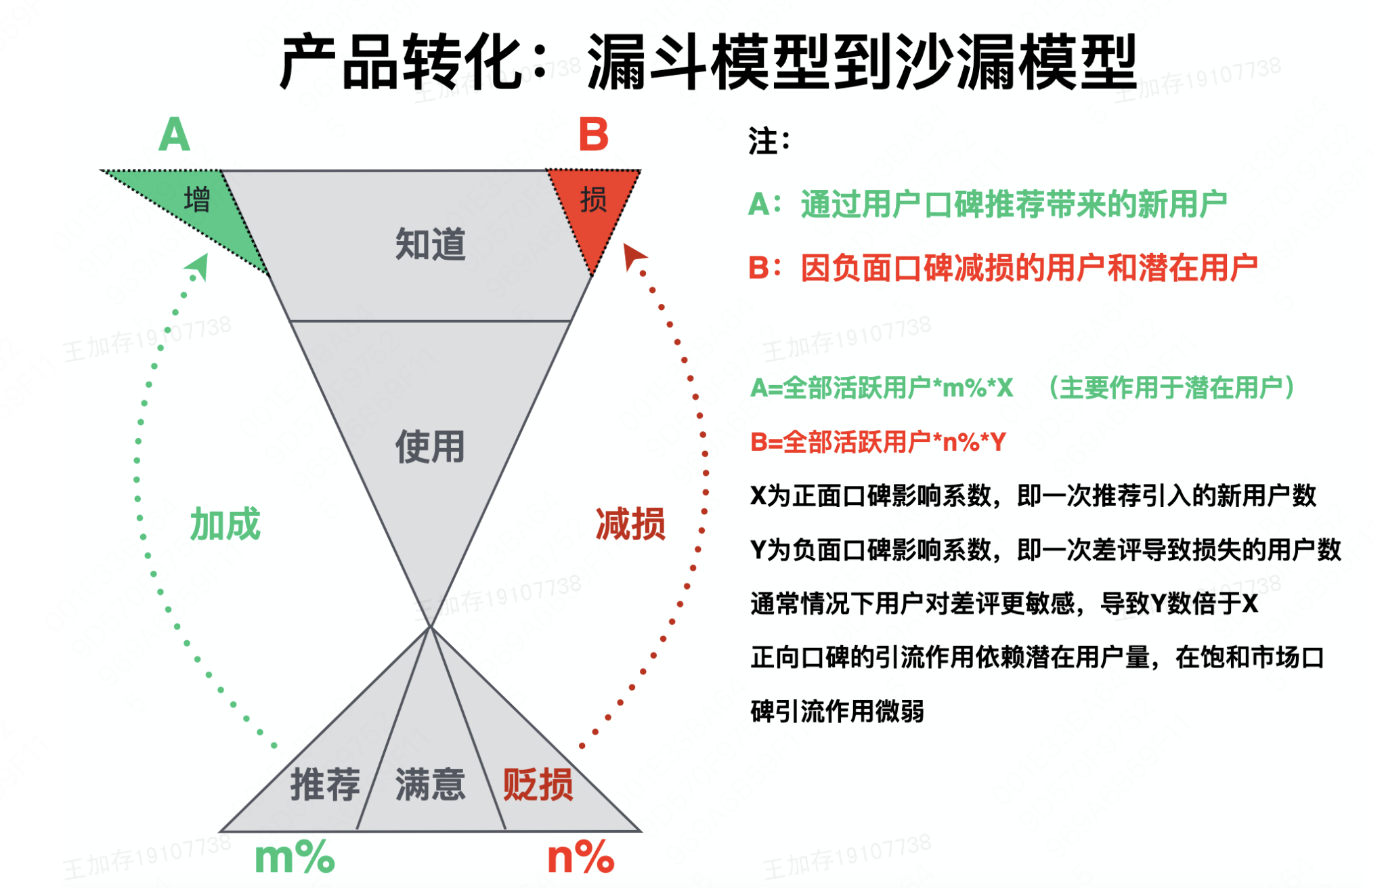 产品转化：漏斗模型到沙漏模型
A
B
注：
增
损
知道
A：通过用户口碑推荐带来的新用户
B：因负面口碑减损的用户和潜在用户
使用
A=全部活跃用户*m%*X （主要作用于潜在用户）
B=全部活跃用户*n%*Y
X为正面口碑影响系数，即一次推荐引入的新用户数
加成
减损
Y为负面口碑影响系数，即一次差评导致损失的用户数
通常情况下用户对差评更敏感，导致Y数倍于X
正向口碑的引流作用依赖潜在用户量，在饱和市场口
碑引流作用微弱
推荐
满意
贬损
m%
n%
王加存19107738
王加存19107738
王加存19107738
王加存19107738
王加存19107738
王加存19107738
王加存19107738
王加存19107738